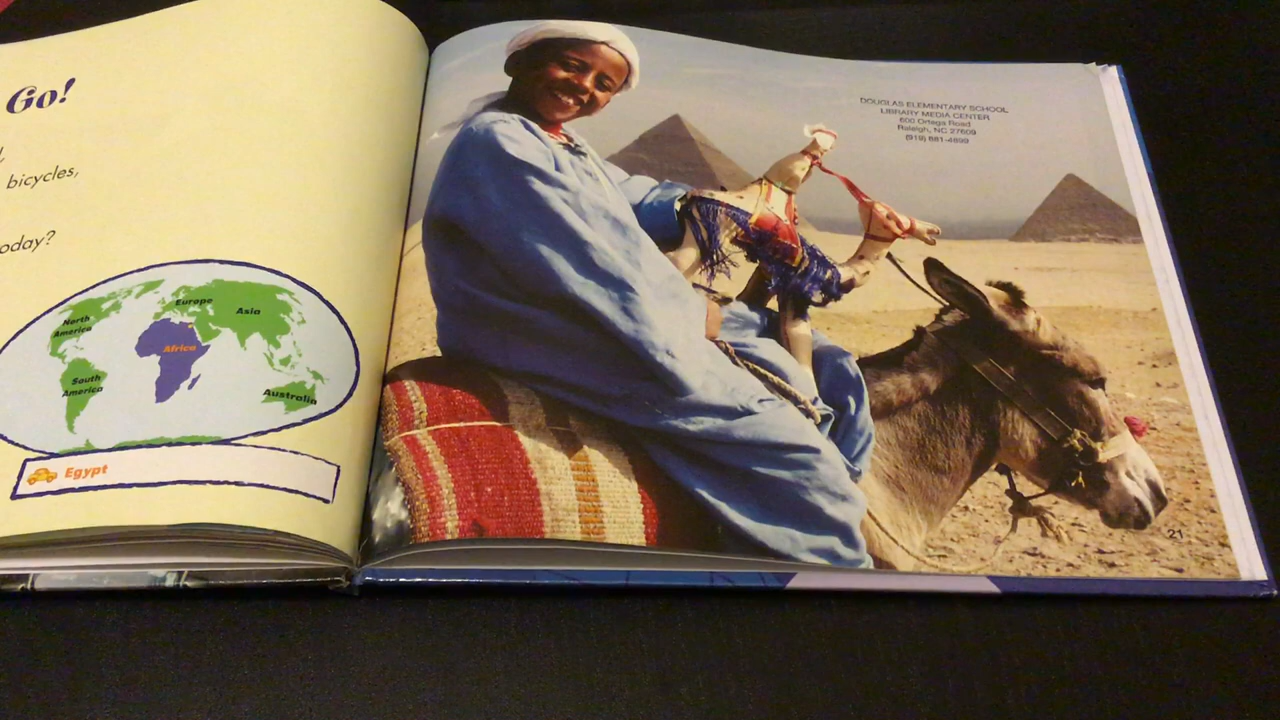 Go!
bicycles,
oday?
North
America
Europe
Asia
Africa
South
America
Australia
Egypt
DOUGLAS ELEMENTARY SCHOOL
LIBRARY MEDIA CENTER
600 Ortega Road
Raleigh, NC 27609
(919) 881-4899
21